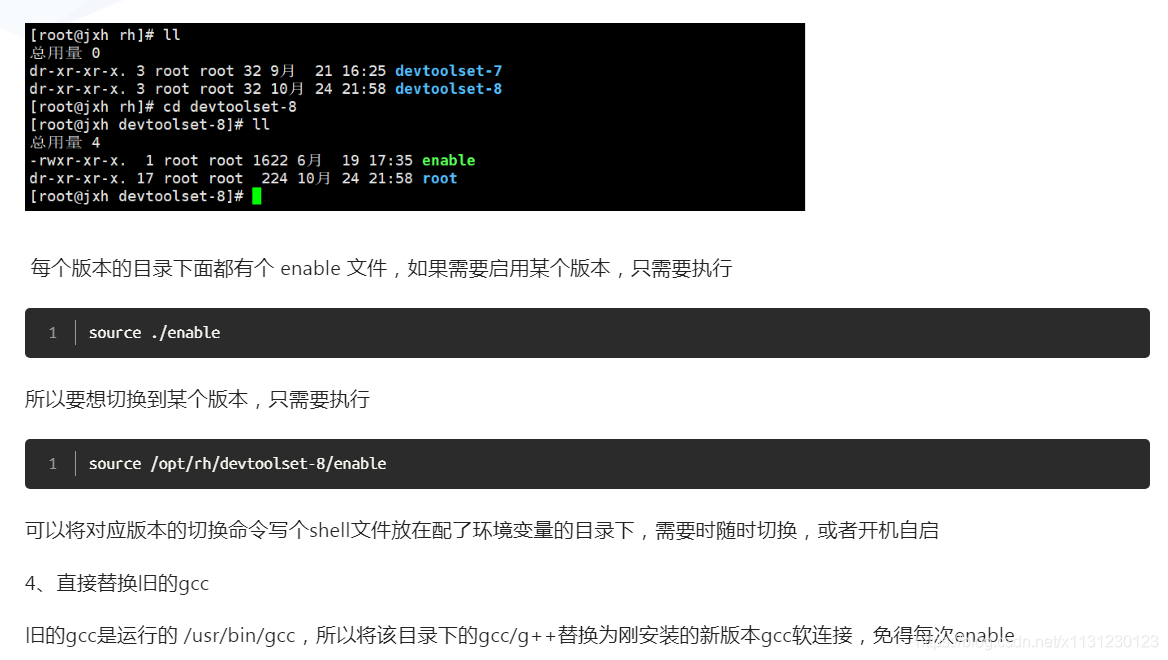 [root@jxh rh]# ll
总用量 0
dr-xr-xr-x. 3 root root 32 9月  21 16:25 devtoolset-7
dr-xr-xr-x. 3 root root 32 10月 24 21:58 devtoolset-8
[root@jxh rh]# cd devtoolset-8
[root@jxh devtoolset-8]# ll
总用量 4
-rwxr-xr-x.  1 root root 1622 6月  19 17:35 enable
dr-xr-xr-x. 17 root root  224 10月 24 21:58 root
[root@jxh devtoolset-8]#
每个版本的目录下面都有个 enable 文件，如果需要启用某个版本，只需要执行
1 source ./enable
所以要想切换到某个版本，只需要执行
1 source /opt/rh/devtoolset-8/enable
可以将对应版本的切换命令写个shell文件放在配了环境变量的目录下，需要时随时切换，或者开机自启
4、直接替换旧的gcc
旧的gcc是运行的 /usr/bin/gcc，所以将该目录下的gcc/g++替换为刚安装的新版本gcc软连接，免得每次enable
https://blog.csdn.net/x1131230123